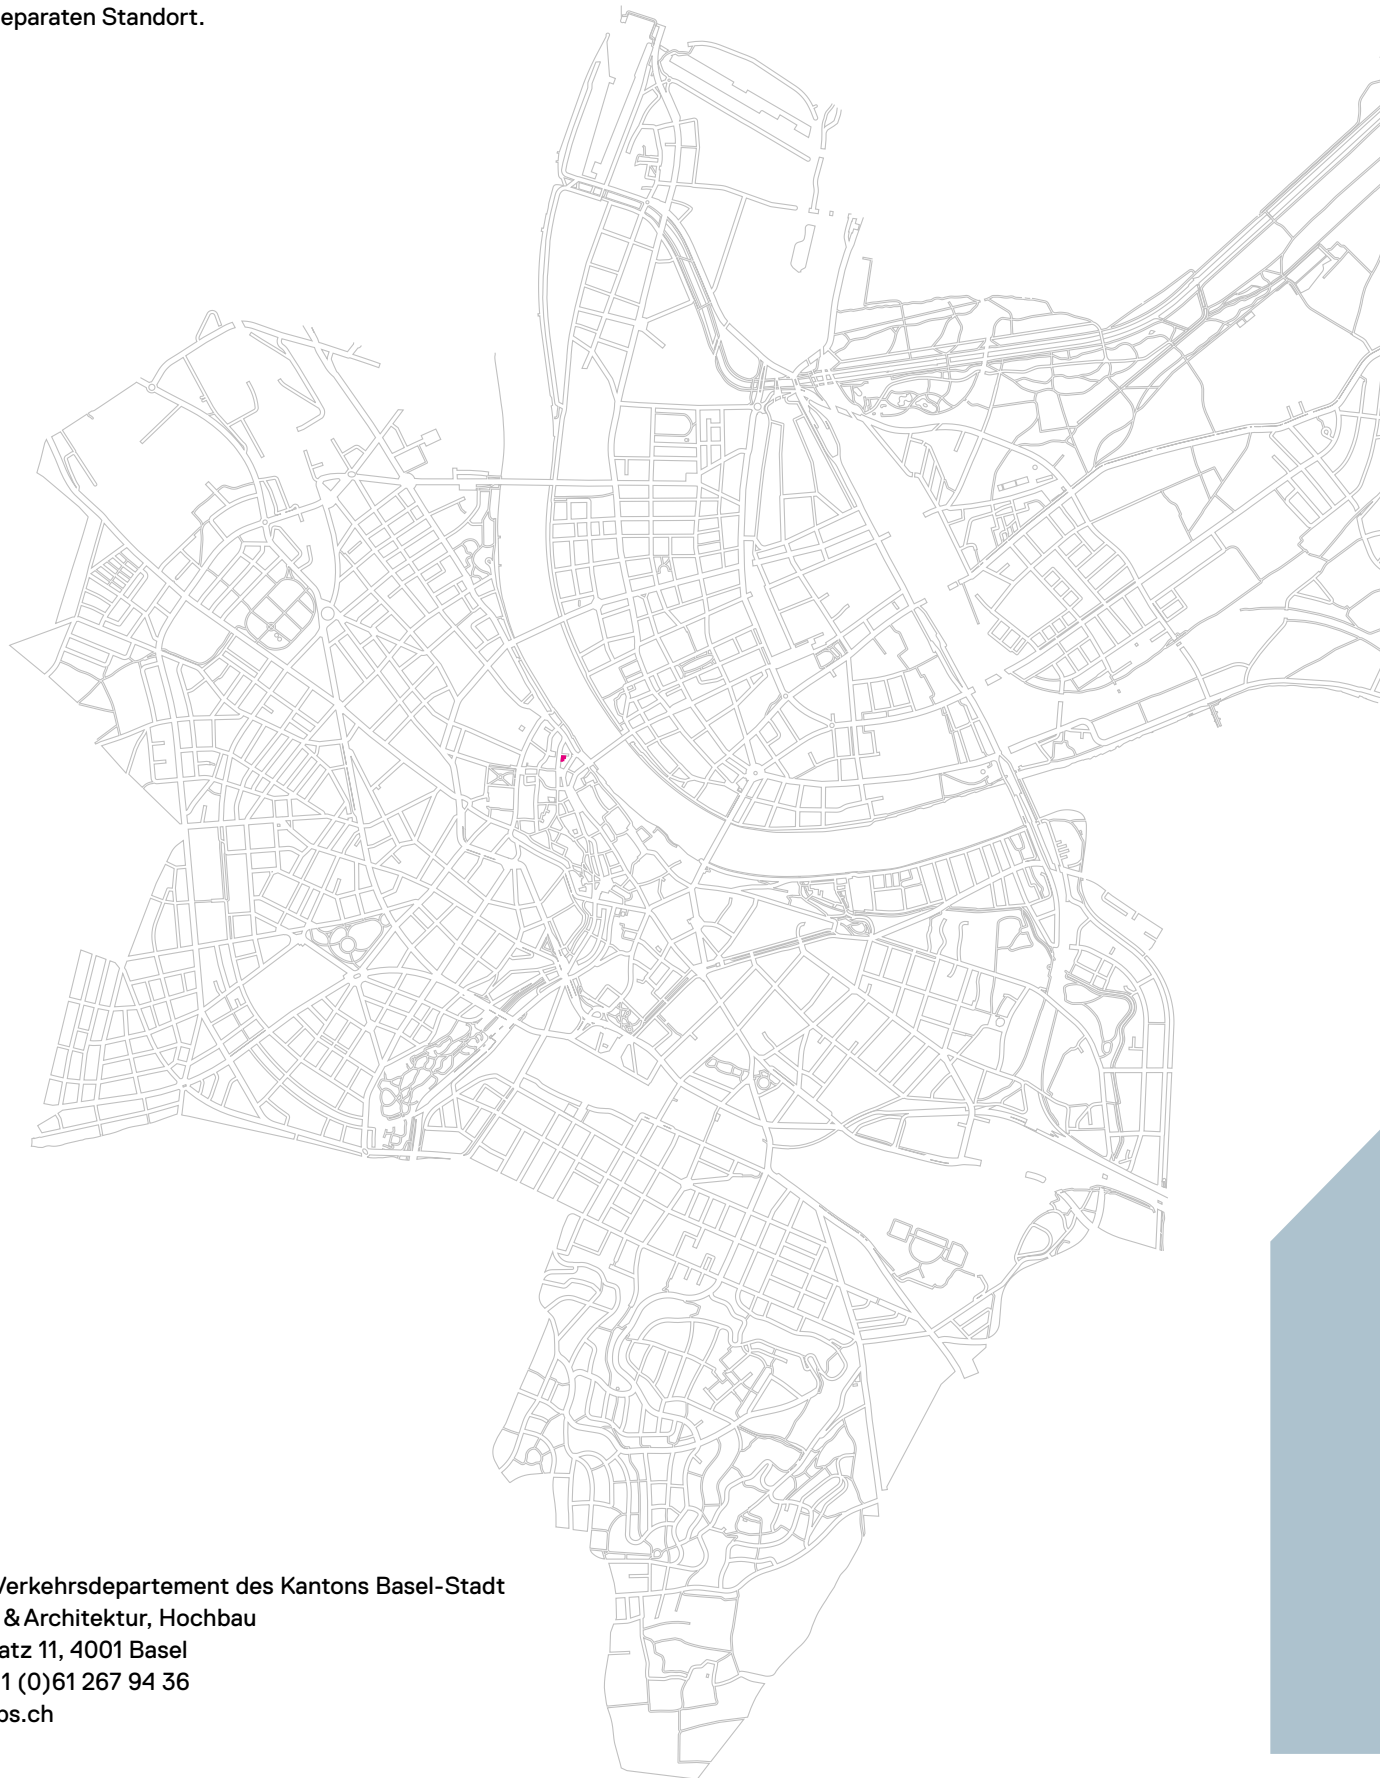 eparaten Standort.
Verkehrsdepartement des Kantons Basel-Stadt
& Architektur, Hochbau
atz 11, 4001 Basel
1 (0)61 267 94 36
bs.ch